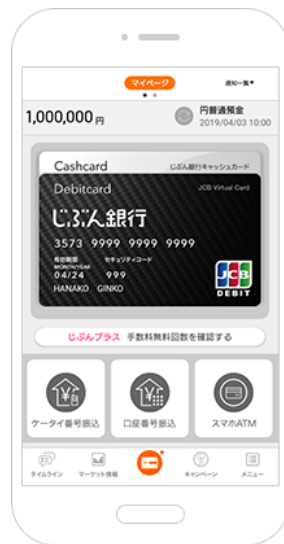 マイページ
通知一覧
1,000,000 円
円普通預金
2019/04/03 10:00
Cashcard
じぶん銀行キャッシュカード
Debitcard
JCB Virtual Card
じぶん銀行
3573 9999 9999 9999
有効期限
MONTH/YEAR
セキュリティコード
04/24 999
HANAKO GINKO
JCB
DEBIT
じぶんプラス 手数料無料回数を確認する
ケータイ番号振込
口座番号振込
スマホATM
タイムライン
マーケット情報
キャンペーン
メニュー